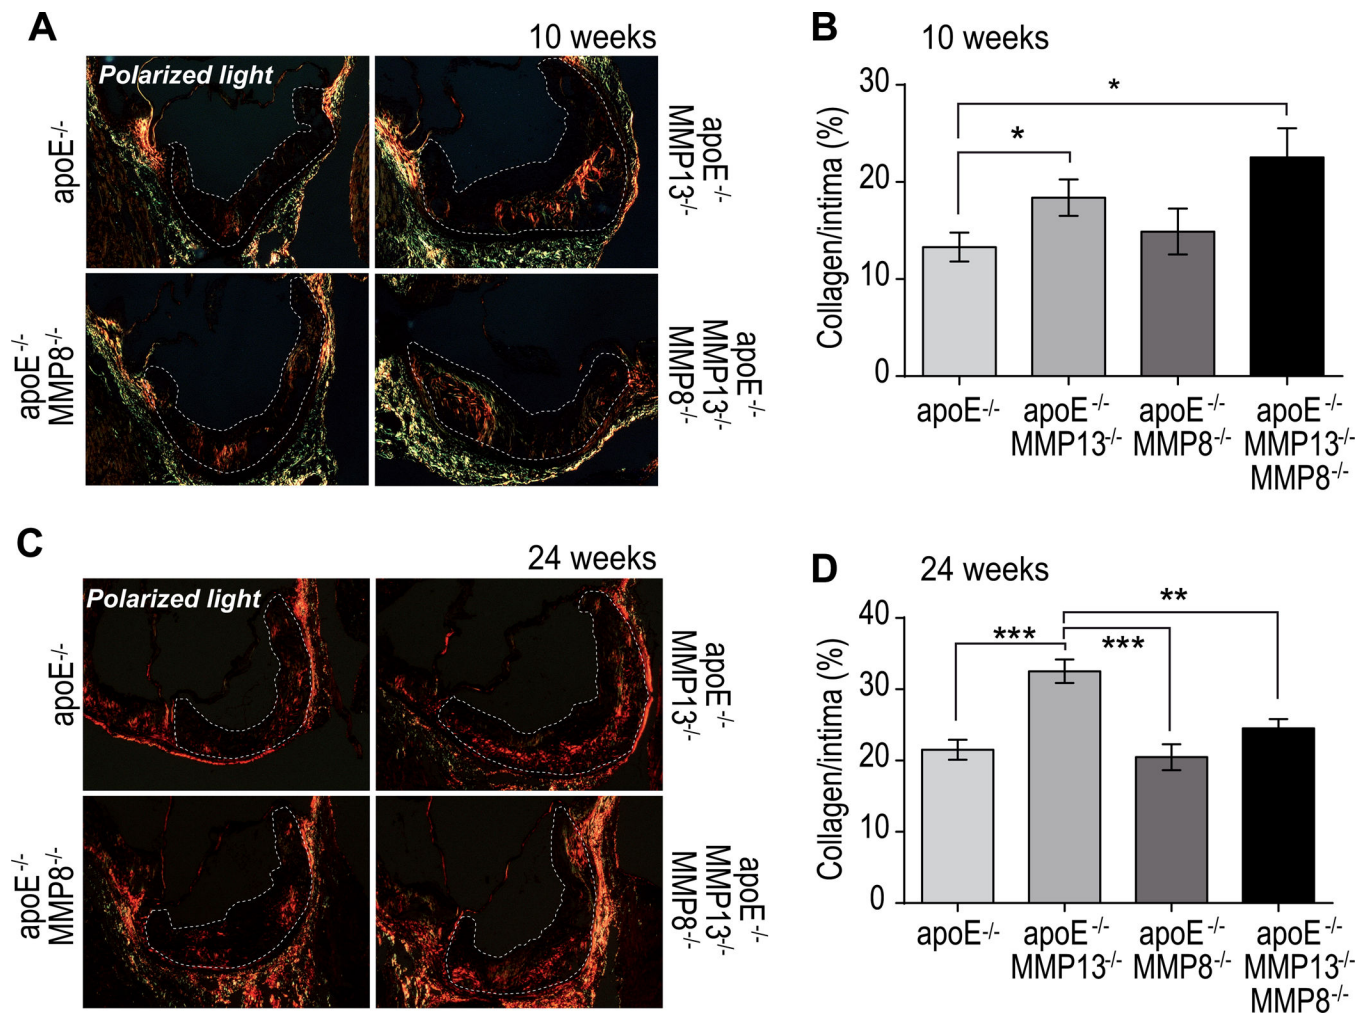 A
10 weeks
Polarized light
apoE-/-
apoE-/-
MMP13-/-
apoE-/-
MMP8-/-
apoE-/-
MMP13-/-
MMP8-/-
B
10 weeks
Collagen/intima (%)
30
20
10
0
*
*
apoE-/-
apoE-/-
MMP13-/-
apoE-/-
MMP8-/-
apoE-/-
MMP13-/-
MMP8-/-
C
24 weeks
Polarized light
apoE-/-
apoE-/-
MMP13-/-
apoE-/-
MMP8-/-
apoE-/-
MMP13-/-
MMP8-/-
D
24 weeks
Collagen/intima (%)
40
30
20
10
0
***
***
**
apoE-/-
apoE-/-
MMP13-/-
apoE-/-
MMP8-/-
apoE-/-
MMP13-/-
MMP8-/-